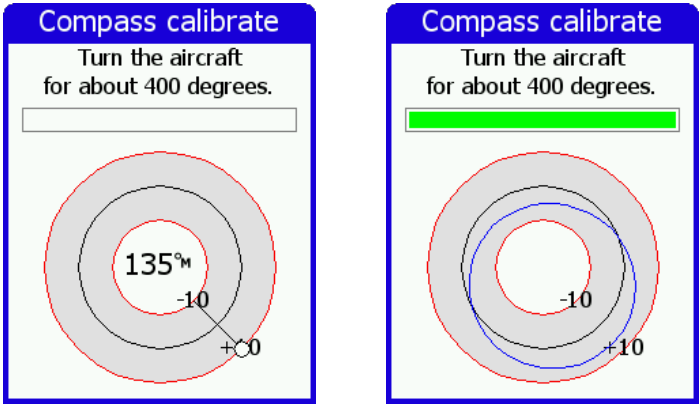 Compass calibrate
Turn the aircraft
for about 400 degrees.
135°M
-10
Compass calibrate
Turn the aircraft
for about 400 degrees.
-10
+10